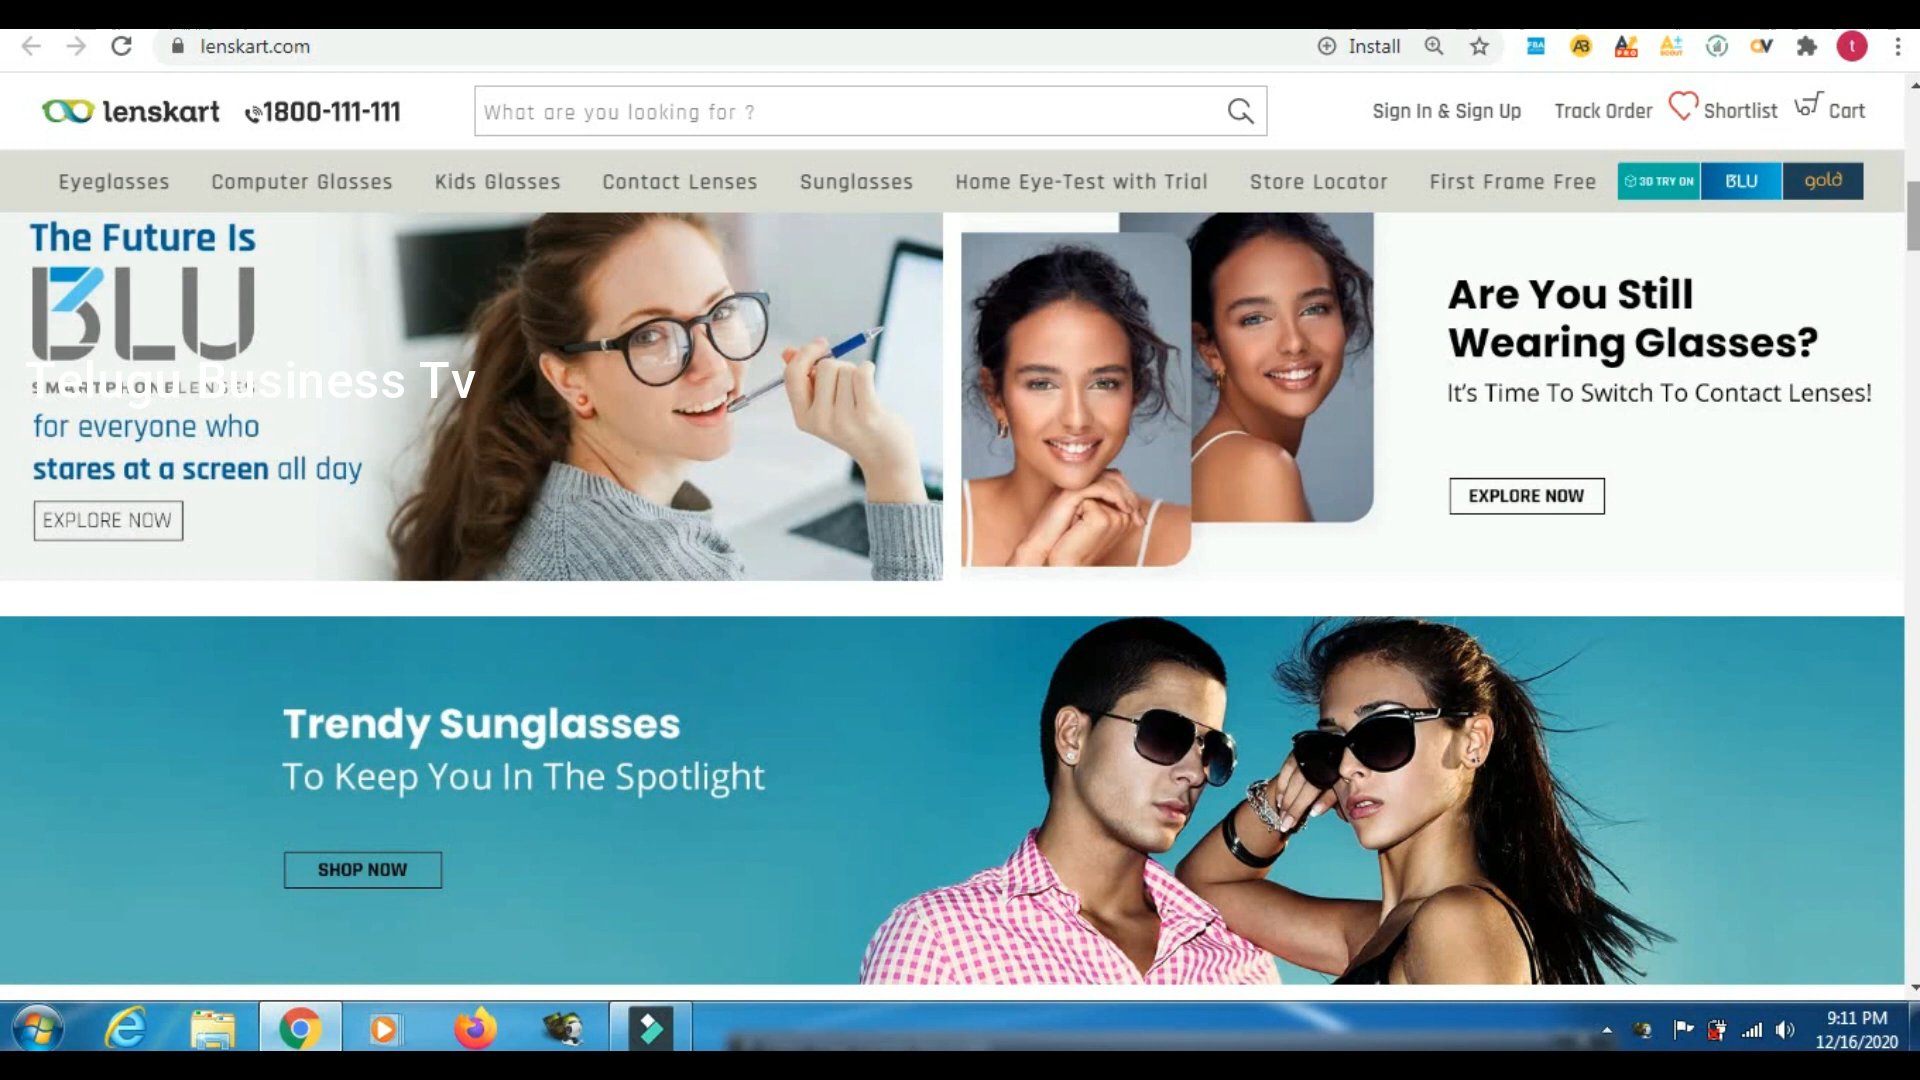 lenskart.com
Install
lenskart 1800-111-111
What are you looking for ?
Sign In & Sign Up Track Order Shortlist Cart
Eyeglasses Computer Glasses Kids Glasses Contact Lenses Sunglasses Home Eye-Test with Trial Store Locator First Frame Free 3D TRY ON BLU gold
The Future Is
BLU
SMARTPHONE LENSES
Telugu Business Tv
for everyone who
stares at a screen all day
EXPLORE NOW
Are You Still
Wearing Glasses?
It's Time To Switch To Contact Lenses!
EXPLORE NOW
Trendy Sunglasses
To Keep You In The Spotlight
SHOP NOW
9:11 PM
12/16/2020